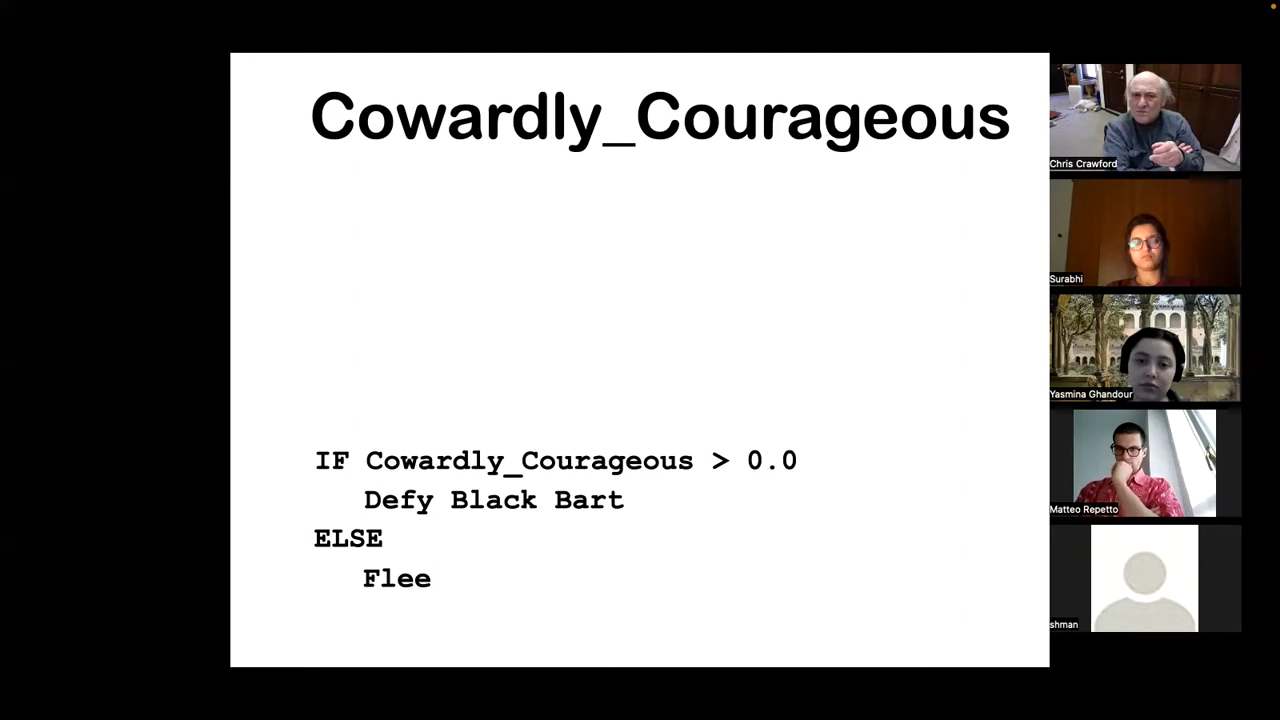 Cowardly_Courageous
IF Cowardly_Courageous > 0.0
Defy Black Bart
ELSE
Flee
Chris Crawford
Surabhi
Yasmina Ghandour
Matteo Repetto
shman